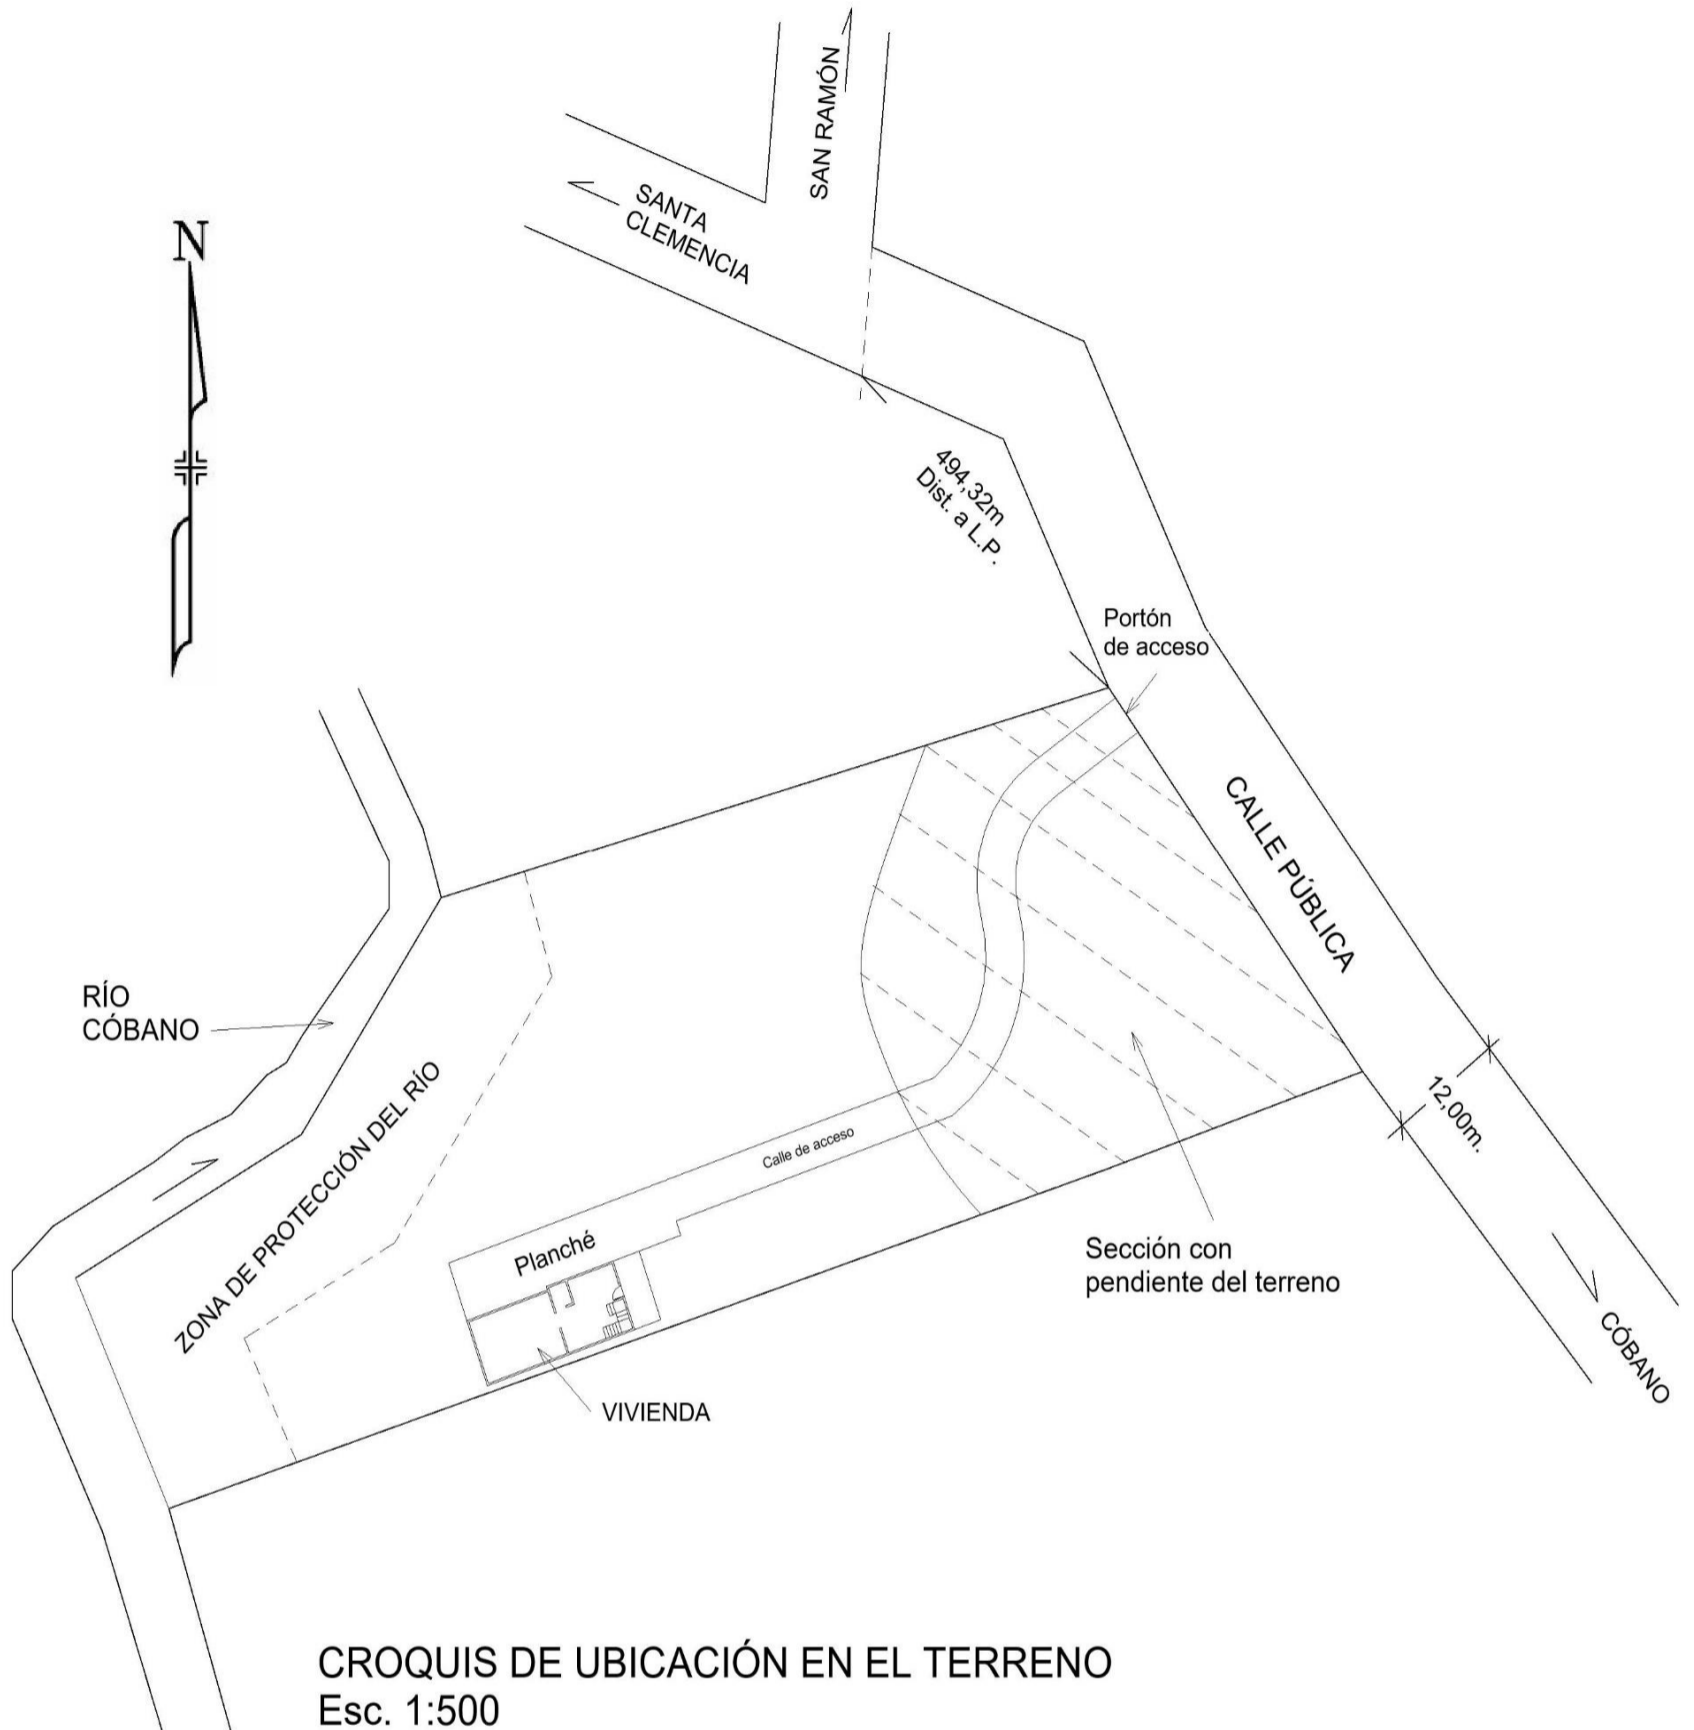 SAN RAMÓN
SANTA
CLEMENCIA
N
494,32m
Dist. a L.P.
Portón
de acceso
CALLE PÚBLICA
RÍO
CÓBANO
ZONA DE PROTECCIÓN DEL RÍO
12,00m.
Calle de acceso
Planché
Sección con
pendiente del terreno
CÓBANO
VIVIENDA
CROQUIS DE UBICACIÓN EN EL TERRENO
Esc. 1:500